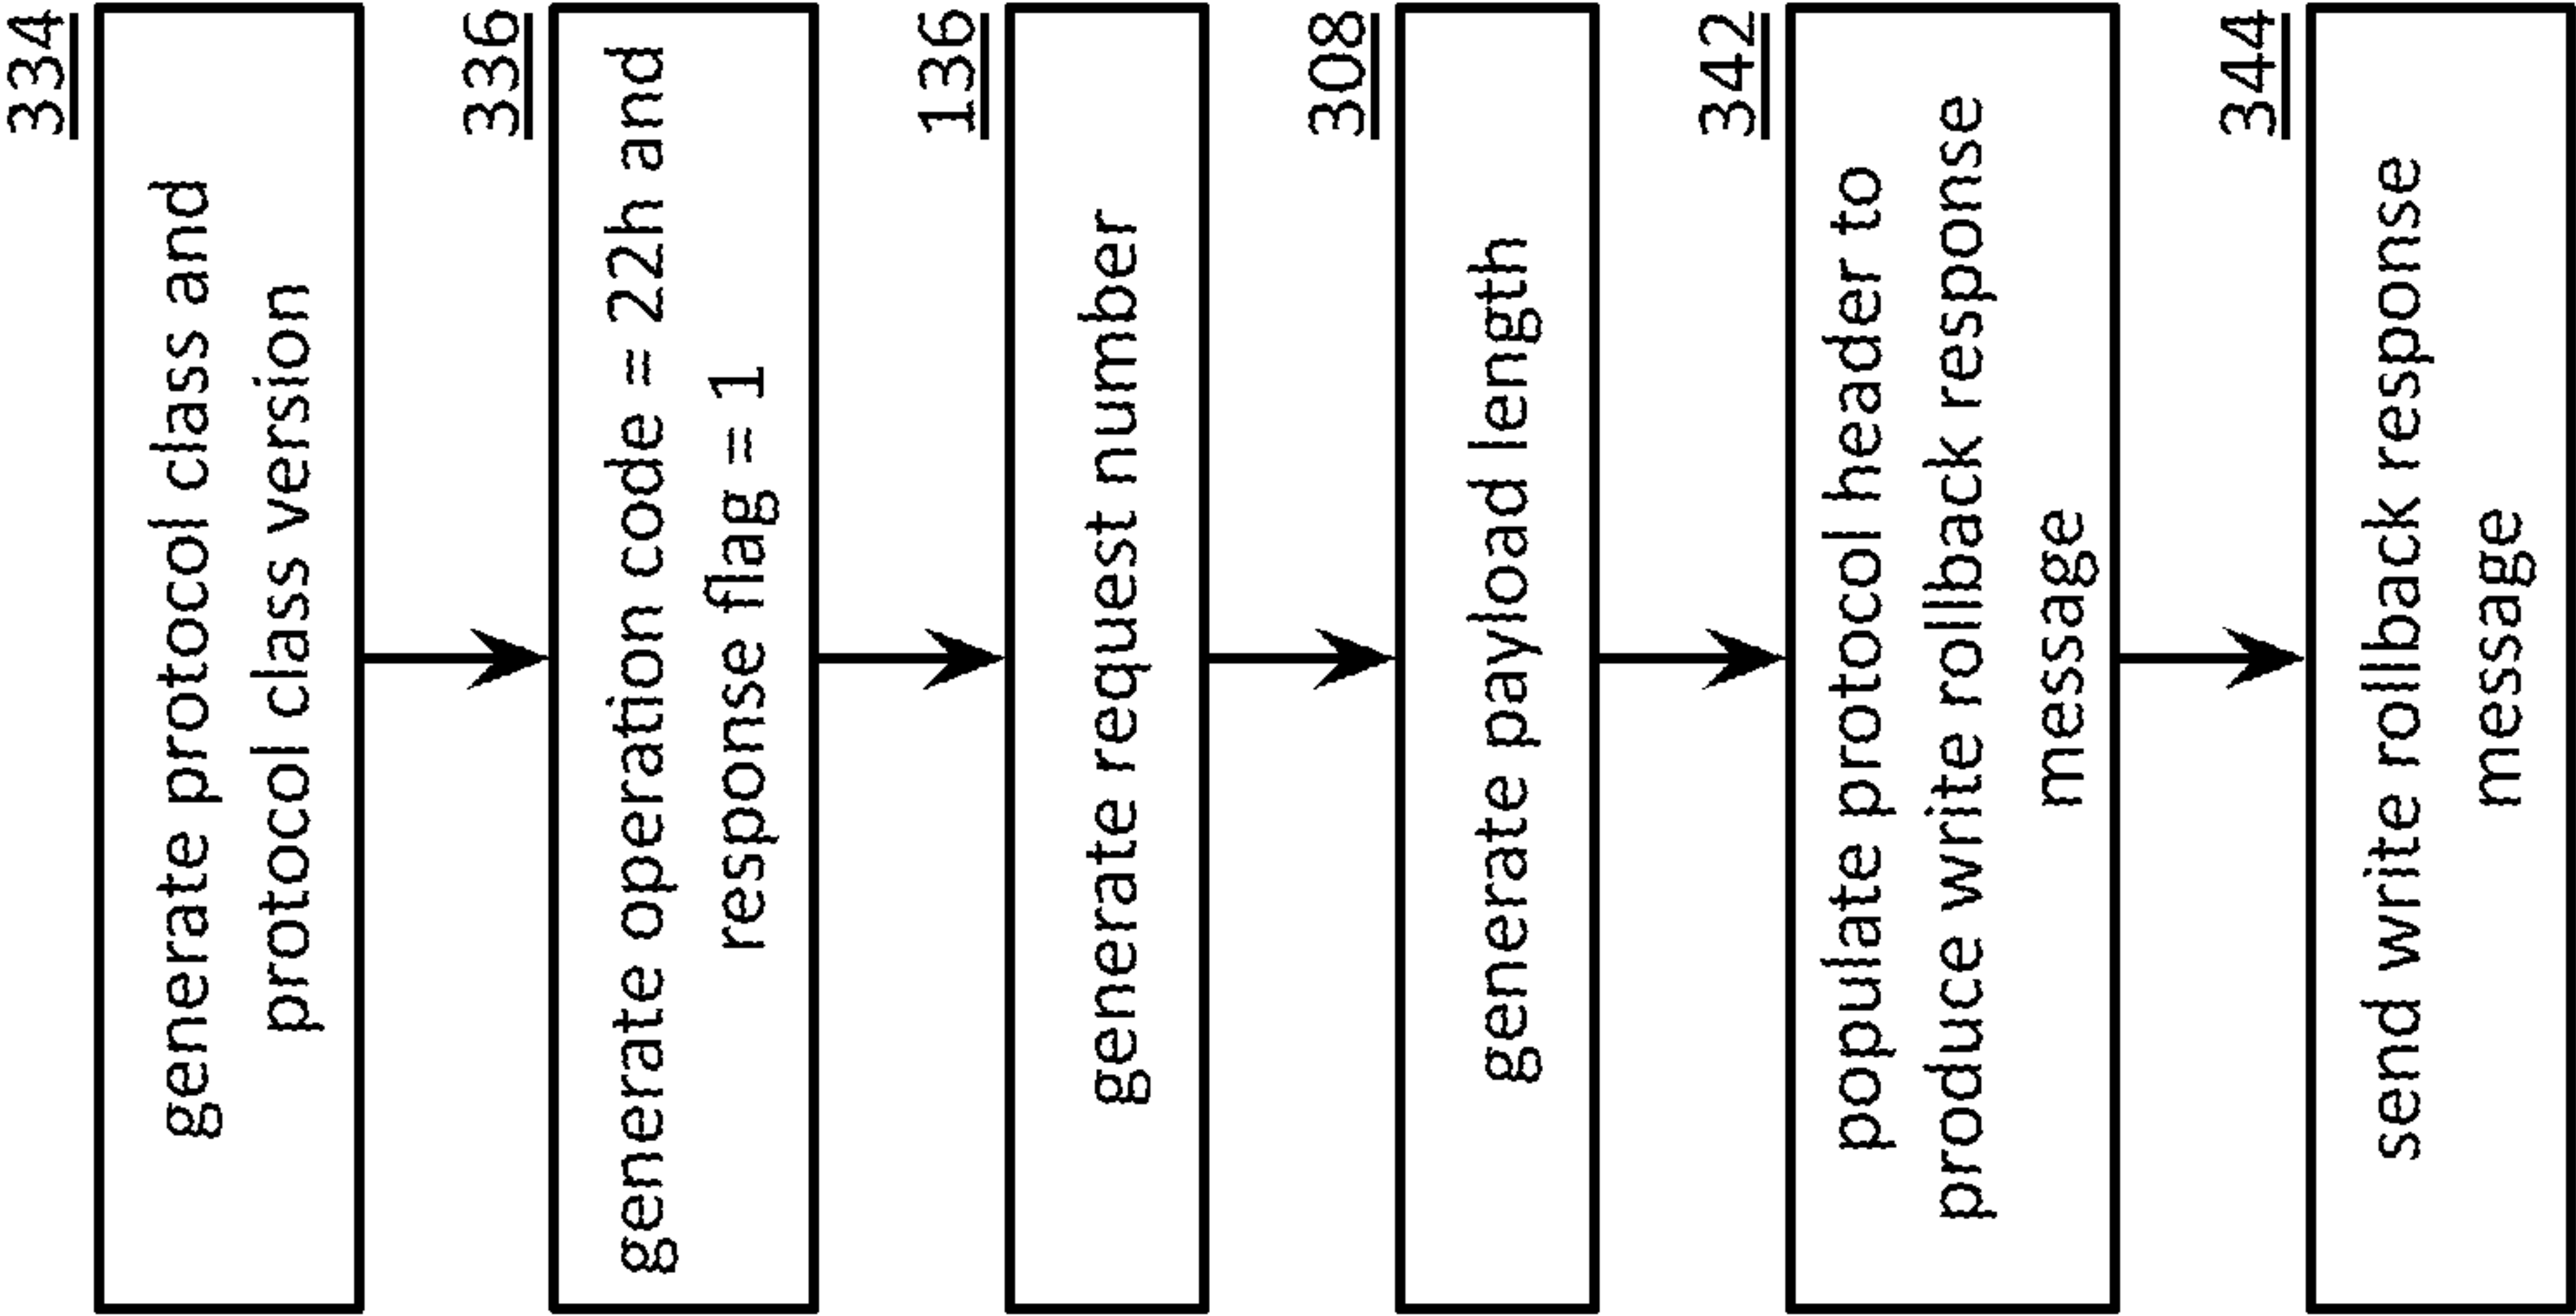 334
generate protocol class and
protocol class version
336
generate operation code = 22h and
response flag = 1
136
generate request number
308
generate payload length
342
populate protocol header to
produce write rollback response
message
344
send write rollback response
message